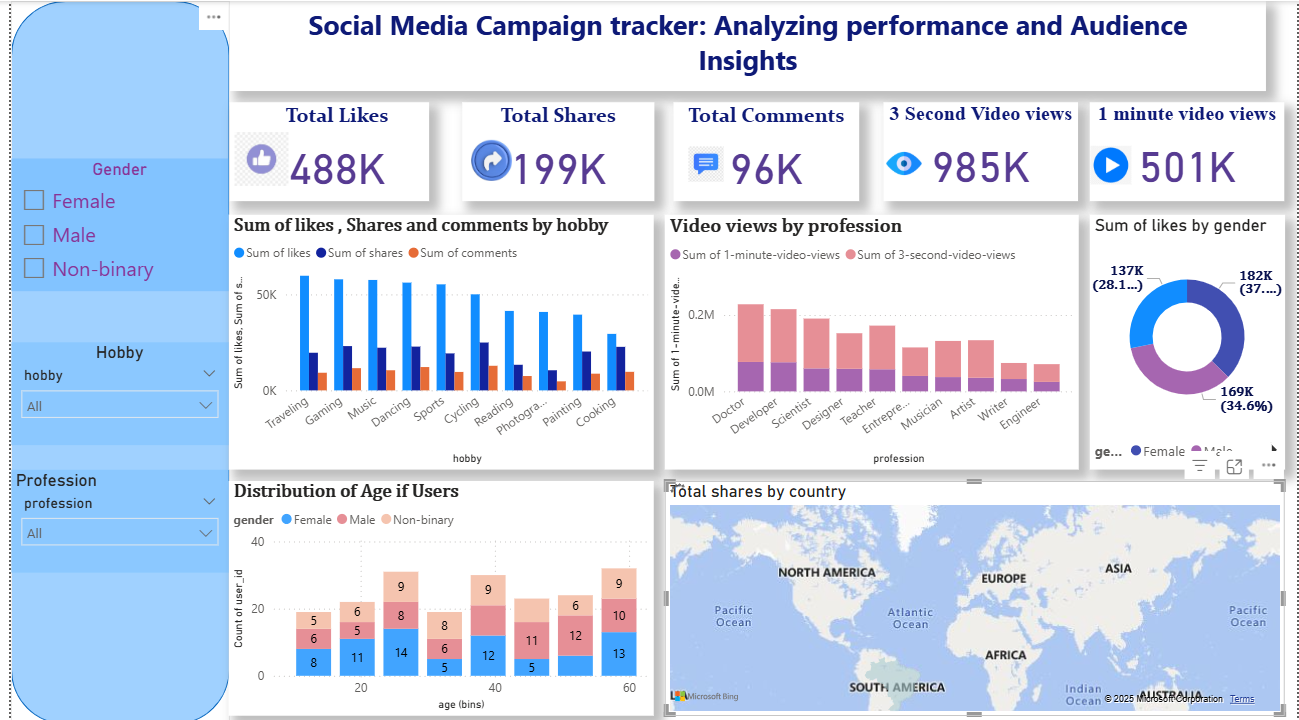 Social Media Campaign tracker: Analyzing performance and Audience
Insights
Total Likes
488K
Total Shares
199K
Total Comments
96K
3 Second Video views
985K
1 minute video views
501K
Gender
Female
Male
Non-binary
Hobby
hobby
All
Profession
profession
All
Sum of likes , Shares and comments by hobby
Sum of likes Sum of shares Sum of comments
Sum of likes, Sum of s...
50K
0K
Traveling Gaming Music Dancing Sports Cycling Reading Photogra... Painting Cooking
hobby
Video views by profession
Sum of 1-minute-video-views Sum of 3-second-video-views
Sum of 1-minute-vide...
0.2M
0.0M
Doctor Developer Scientist Designer Teacher Entrepre... Musician Artist Writer Engineer
profession
Sum of likes by gender
137K
(28.1...)
182K
(37....)
169K
(34.6%)
ge... Female Male
Distribution of Age if Users
gender Female Male Non-binary
Count of user_id
40
20
0
5 6 9 8 9 6 9
6 5 8 6 11 12 10
8 11 14 5 12 5 13
20 40 60
age (bins)
Total shares by country
NORTH AMERICA
EUROPE
ASIA
Pacific
Ocean
Atlantic
Ocean
Pacific
Ocean
AFRICA
SOUTH AMERICA
Indian
Ocean
AUSTRALIA
Microsoft Bing
© 2025 Microsoft Corporation Terms